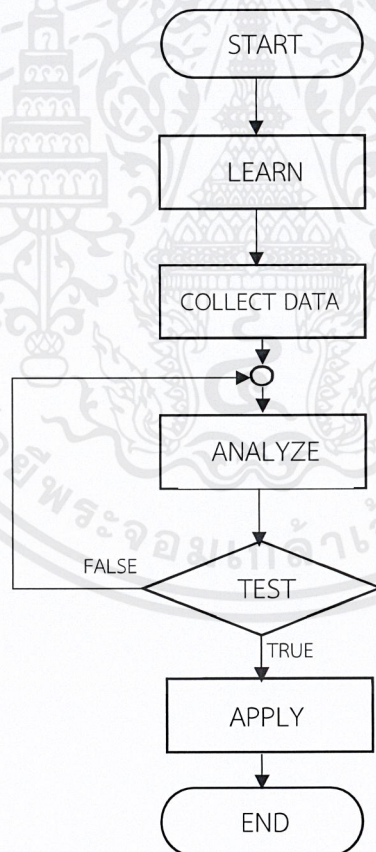 START
LEARN
COLLECT DATA
ANALYZE
FALSE
TEST
TRUE
APPLY
END